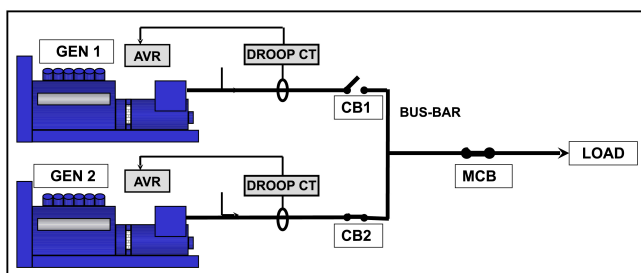 GEN 1
AVR
DROOP CT
CB1
BUS-BAR
GEN 2
AVR
DROOP CT
CB2
MCB
LOAD